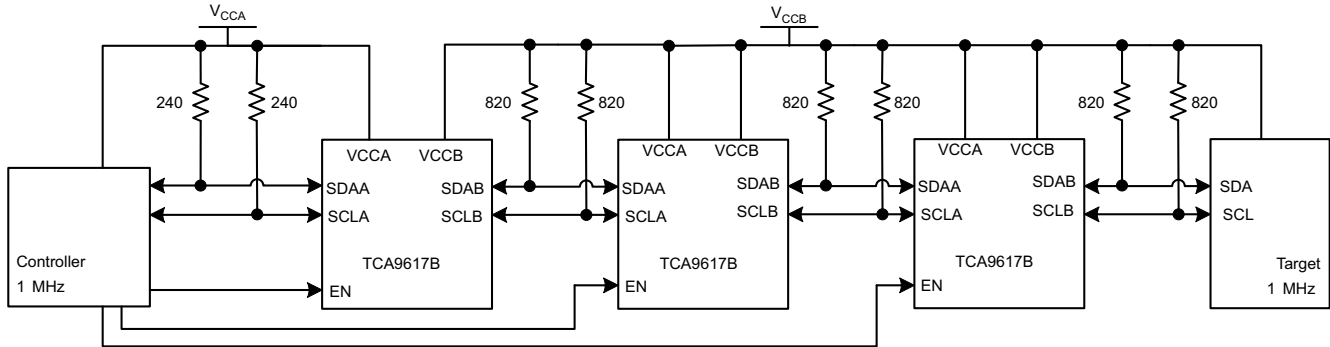 VCCA
VCCB
240
240
820
820
820
820
820
820
VCCA VCCB
VCCA VCCB
VCCA VCCB
SDAA
SCLA
SDAB
SCLB
SDAA
SCLA
SDAB
SCLB
SDAA
SCLA
SDAB
SCLB
SDA
SCL
Controller
1 MHz
TCA9617B
EN
TCA9617B
EN
TCA9617B
EN
Target
1 MHz